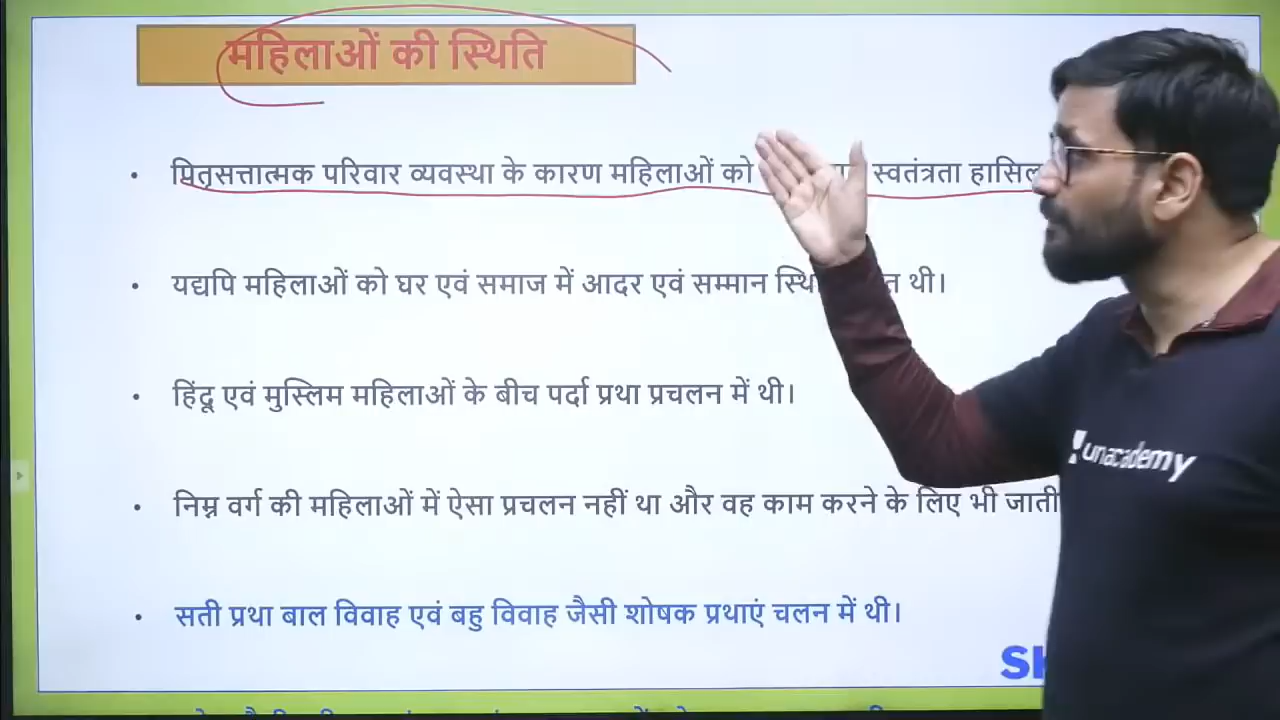 महिलाओं की स्थिति
• पितृसत्तात्मक परिवार व्यवस्था के कारण महिलाओं को स्वतंत्रता हासिल
• यद्यपि महिलाओं को घर एवं समाज में आदर एवं सम्मान थी।
• हिंदू एवं मुस्लिम महिलाओं के बीच पर्दा प्रथा प्रचलन में थी।
• निम्न वर्ग की महिलाओं में ऐसा प्रचलन नहीं था और वह काम करने के लिए भी जाती
• सती प्रथा बाल विवाह एवं बहु विवाह जैसी शोषक प्रथाएं चलन में थी।
unacademy